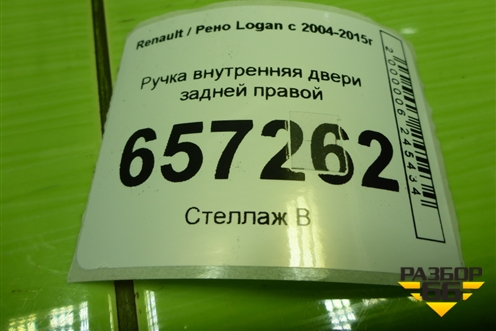 Renault / Рено Logan с 2004-2015г
Ручка внутренняя двери
задней правой
657262
Стеллаж В
2000006245434
РАЗБОР
66